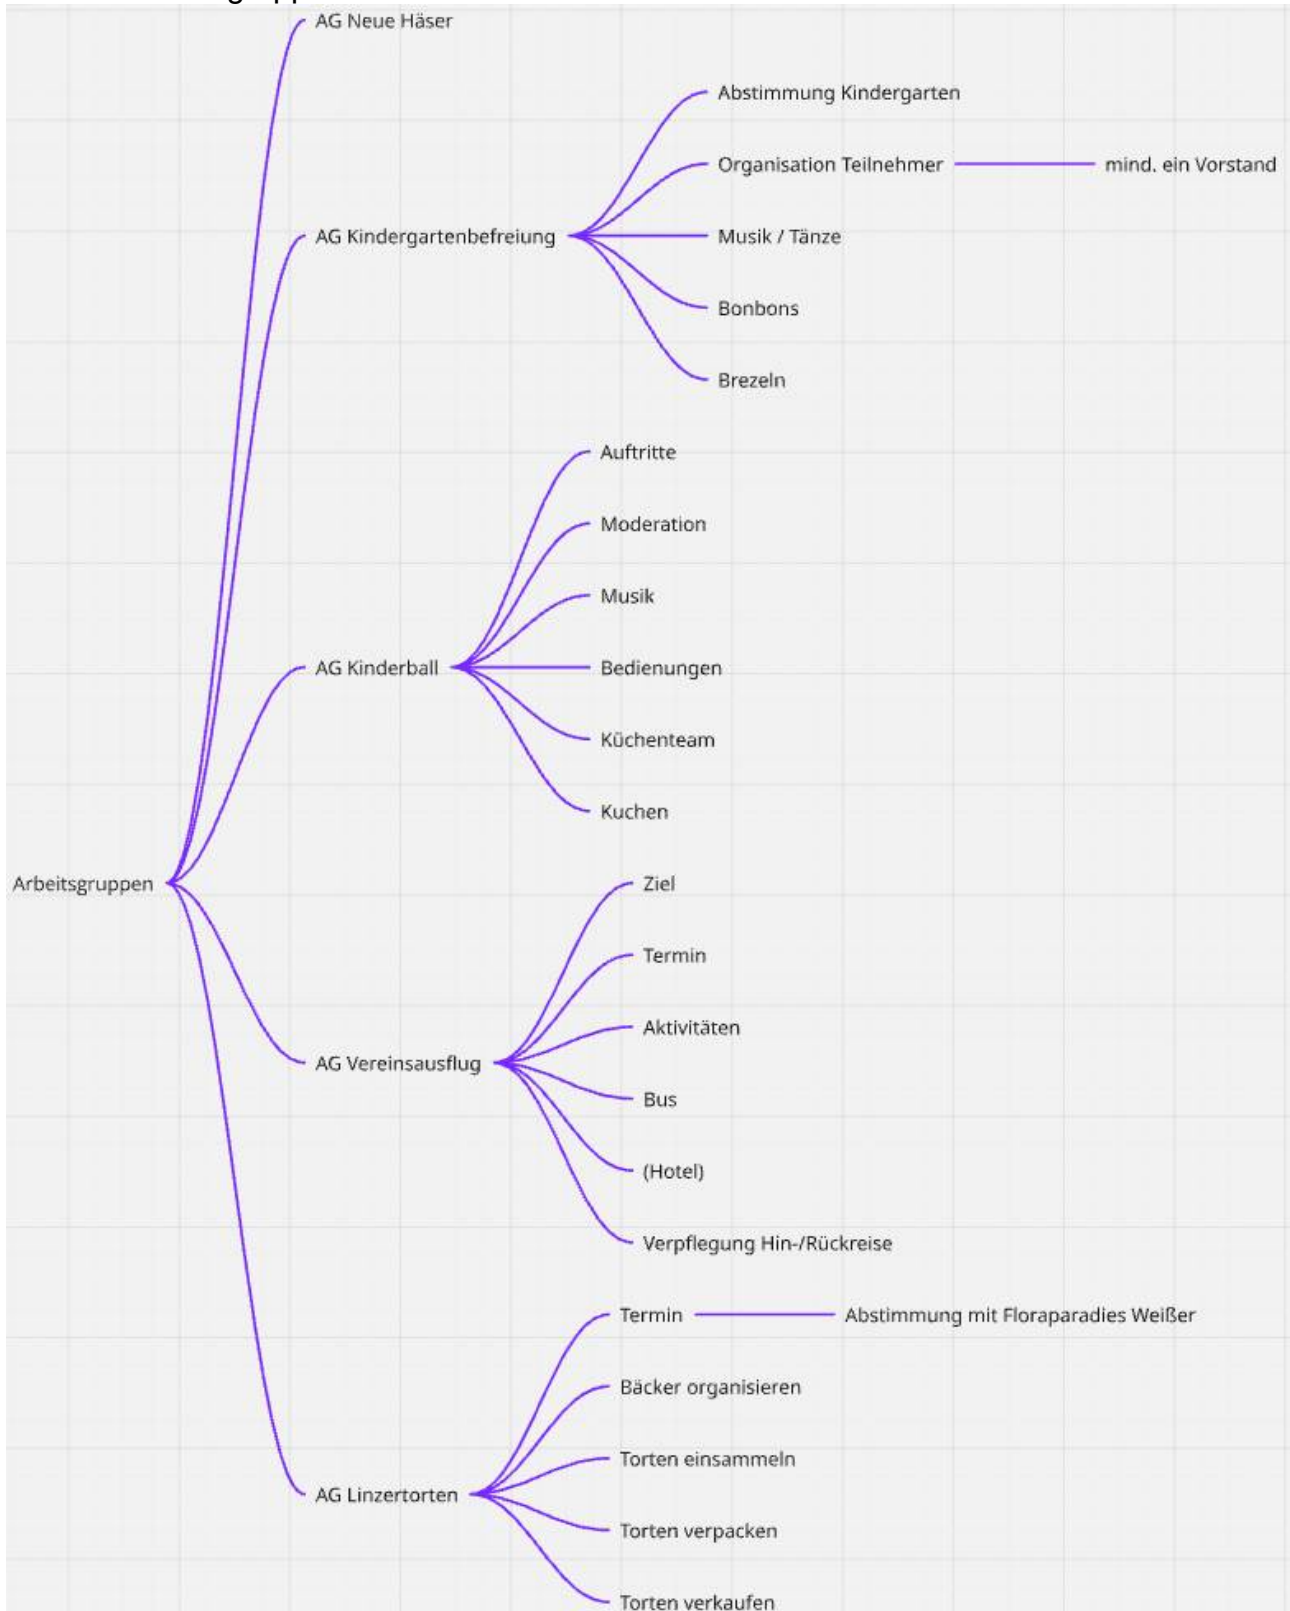 AG Neue Häser
Abstimmung Kindergarten
Organisation Teilnehmer
mind. ein Vorstand
AG Kindergartenbefreiung
Musik / Tänze
Bonbons
Brezeln
Auftritte
Moderation
Musik
AG Kinderball
Bedienungen
Küchenteam
Kuchen
Arbeitsgruppen
Ziel
Termin
Aktivitäten
AG Vereinsausflug
Bus
(Hotel)
Verpflegung Hin-/Rückreise
Termin
Abstimmung mit Floraparadies Weißer
Bäcker organisieren
Torten einsammeln
AG Linzertorten
Torten verpacken
Torten verkaufen